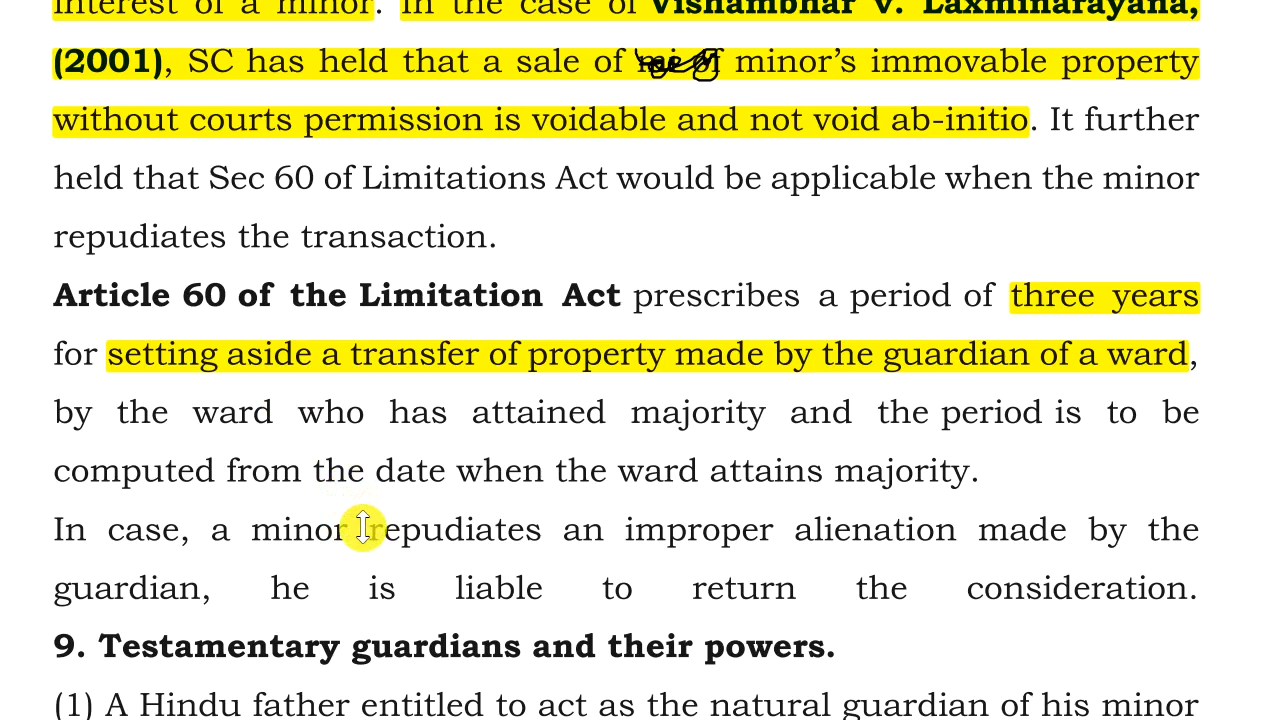 interest of a minor. In the case of Vishambhar v. Laxminarayana,
(2001), SC has held that a sale of minor’s immovable property
without courts permission is voidable and not void ab-initio. It further
held that Sec 60 of Limitations Act would be applicable when the minor
repudiates the transaction.
Article 60 of the Limitation Act prescribes a period of three years
for setting aside a transfer of property made by the guardian of a ward,
by the ward who has attained majority and the period is to be
computed from the date when the ward attains majority.
In case, a minor repudiates an improper alienation made by the
guardian, he is liable to return the consideration.
9. Testamentary guardians and their powers.
(1) A Hindu father entitled to act as the natural guardian of his minor